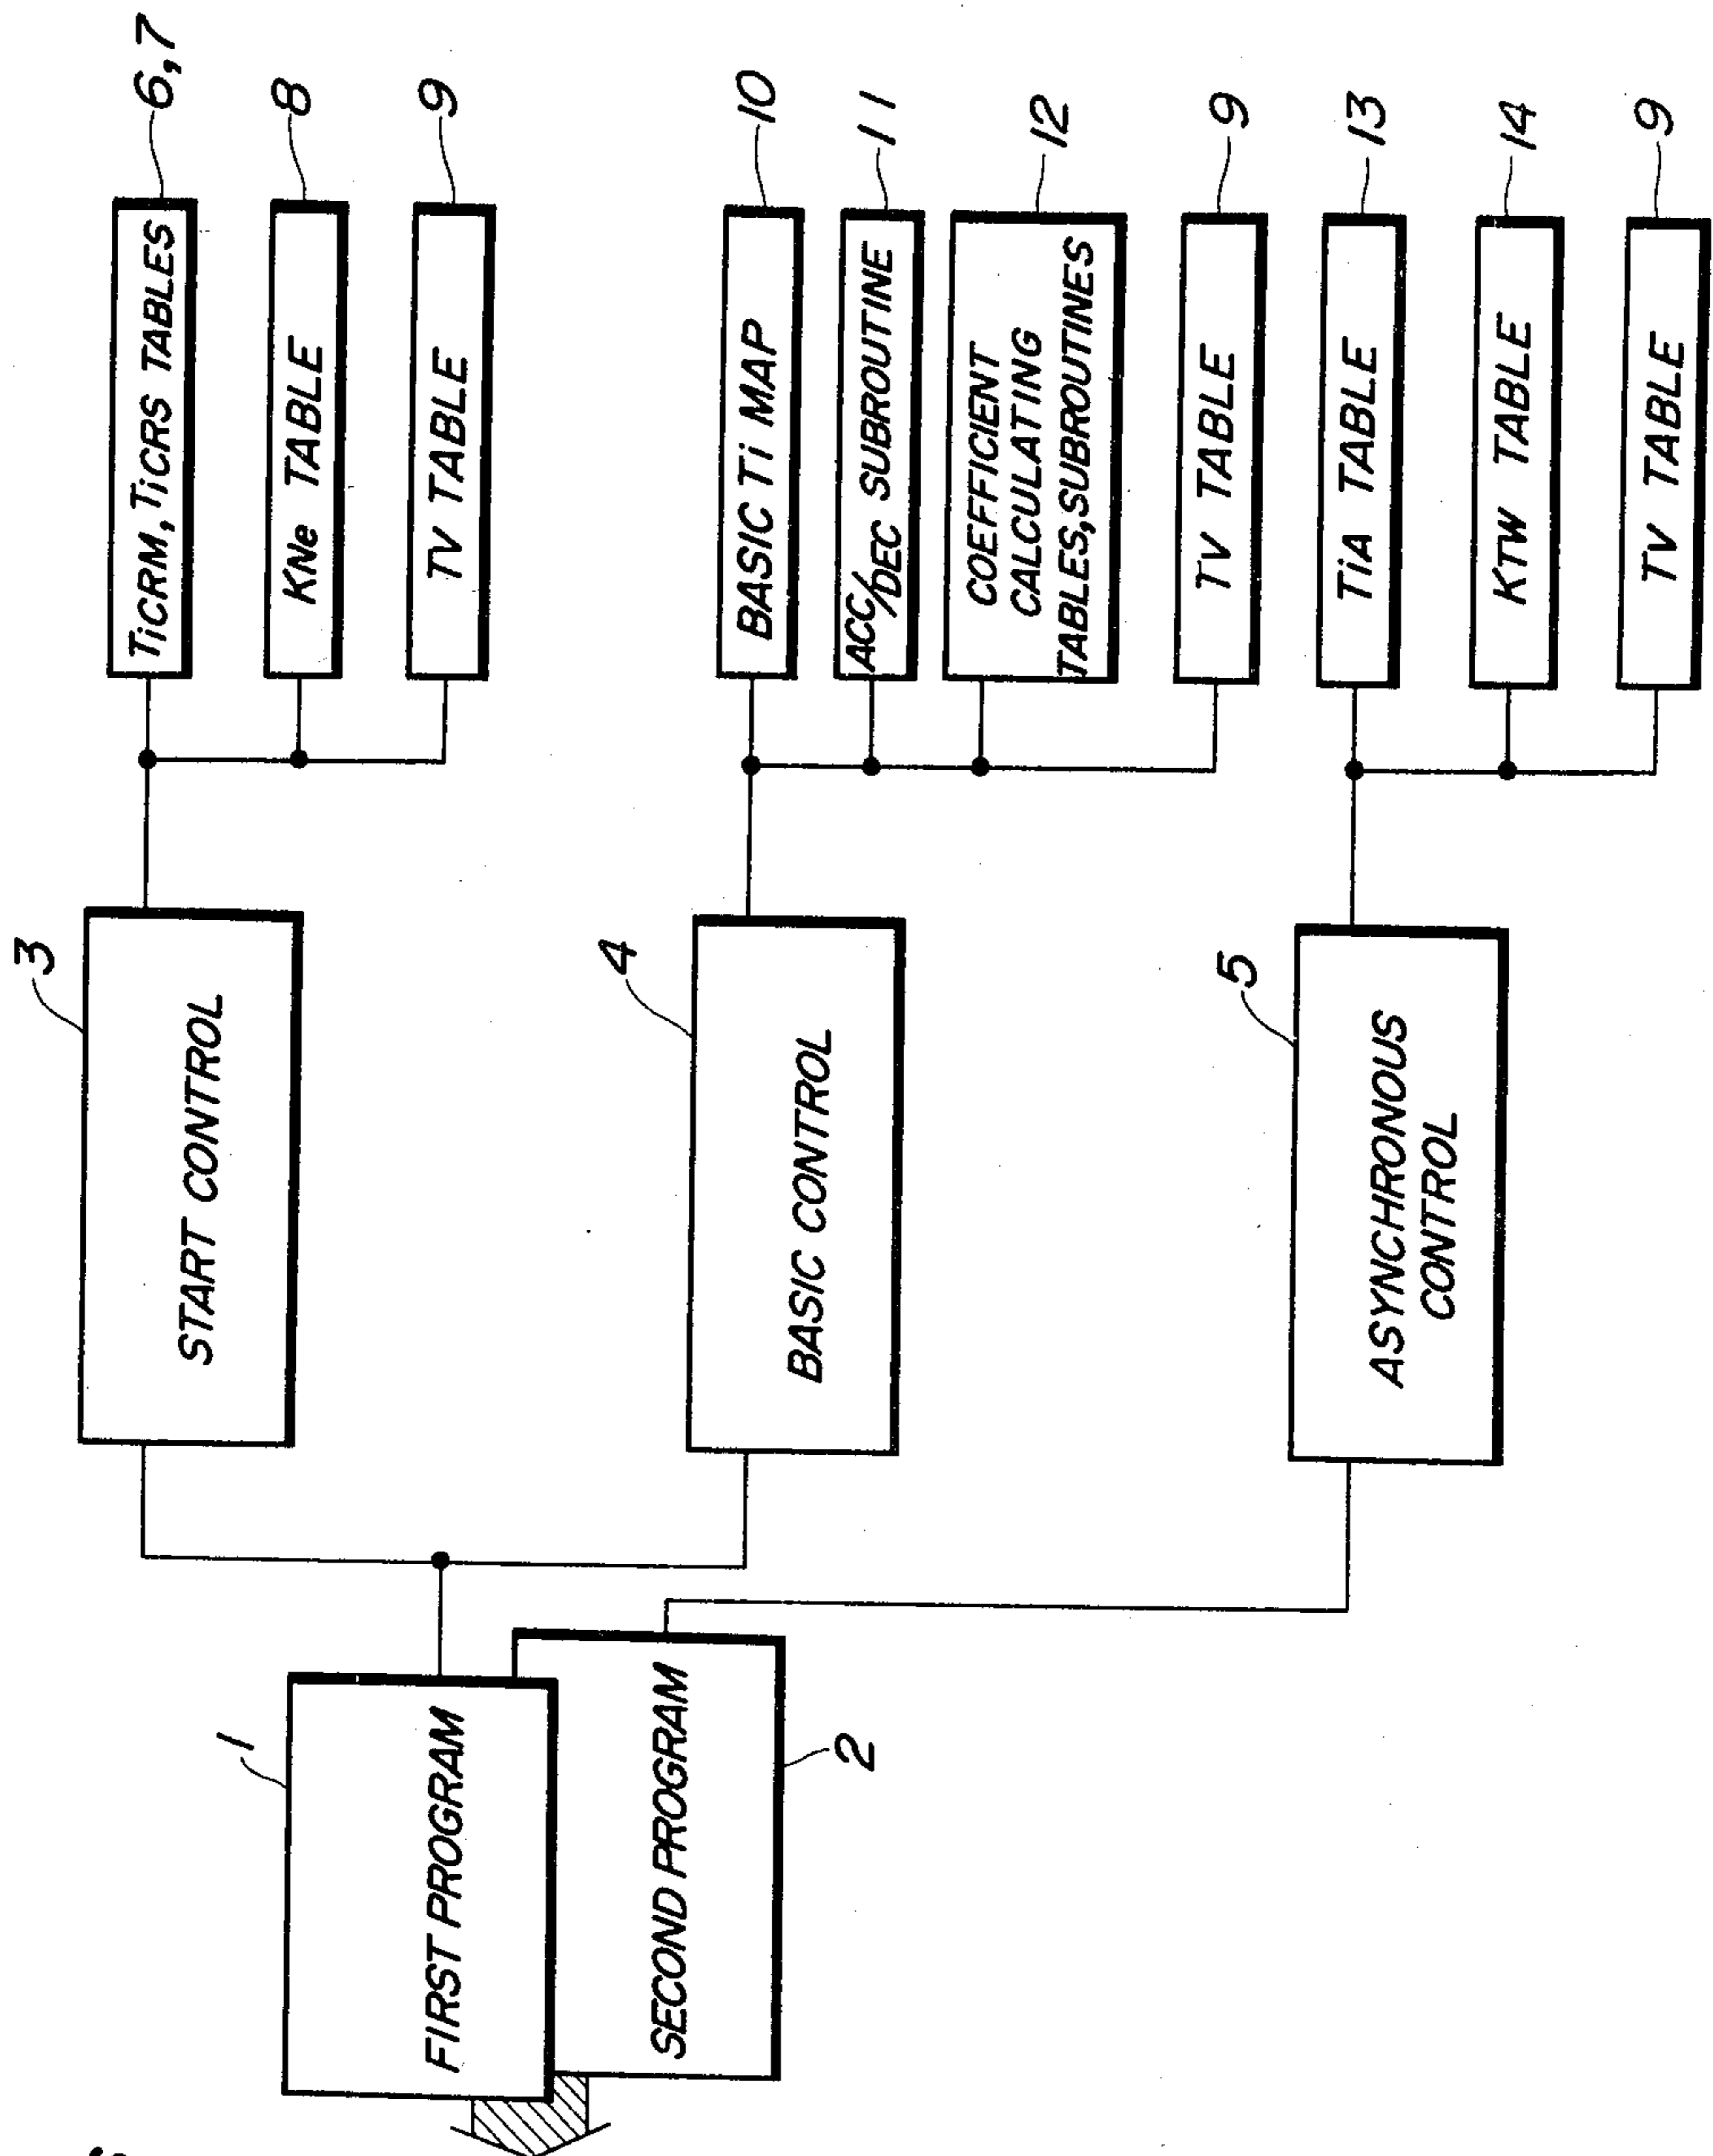 1
FIRST PROGRAM
2
SECOND PROGRAM
3
START CONTROL
4
BASIC CONTROL
5
ASYNCHRONOUS
CONTROL
6,7
TiCRM,TiCRS TABLES
8
KNe TABLE
9
TV TABLE
10
BASIC Ti MAP
11
ACC/DEC SUBROUTINE
12
COEFFICIENT
CALCULATING
TABLES,SUBROUTINES
9
TV TABLE
13
TiA TABLE
14
KTW TABLE
9
TV TABLE